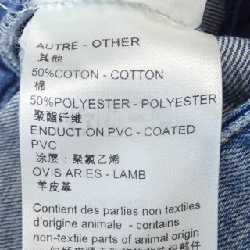 AUTRE - OTHER
其他
50%COTON - COTTON
棉
50%POLYESTER - POLYESTER
聚酯纤维
ENDUCTION PVC - COATED
PVC
涂层：聚氯乙烯
OVIS ARIES - LAMB
羊皮革
Contient des parties non textiles
d'origine animale - contains
non-textile parts of animal origin